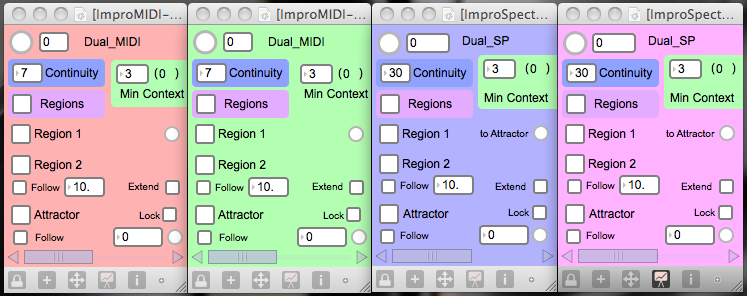 [ImproMIDI-... [ImproMIDI-... [ImproSpect... [ImproSpect...
0 Dual_MIDI 0 Dual_MIDI 0 Dual_SP 0 Dual_SP
7 Continuity 3 (0 ) 7 Continuity 3 (0 ) 30 Continuity 3 (0 ) 30 Continuity 3 (0 )
Regions Min Context Regions Min Context Regions Min Context Regions Min Context
Region 1 Region 1 Region 1 to Attractor Region 1 to Attractor
Region 2 Region 2 Region 2 Region 2
Follow 10. Extend Follow 10. Extend Follow 10. Extend Follow 10. Extend
Attractor Lock Attractor Lock Attractor Lock Attractor Lock
Follow 0 Follow 0 Follow 0 Follow 0